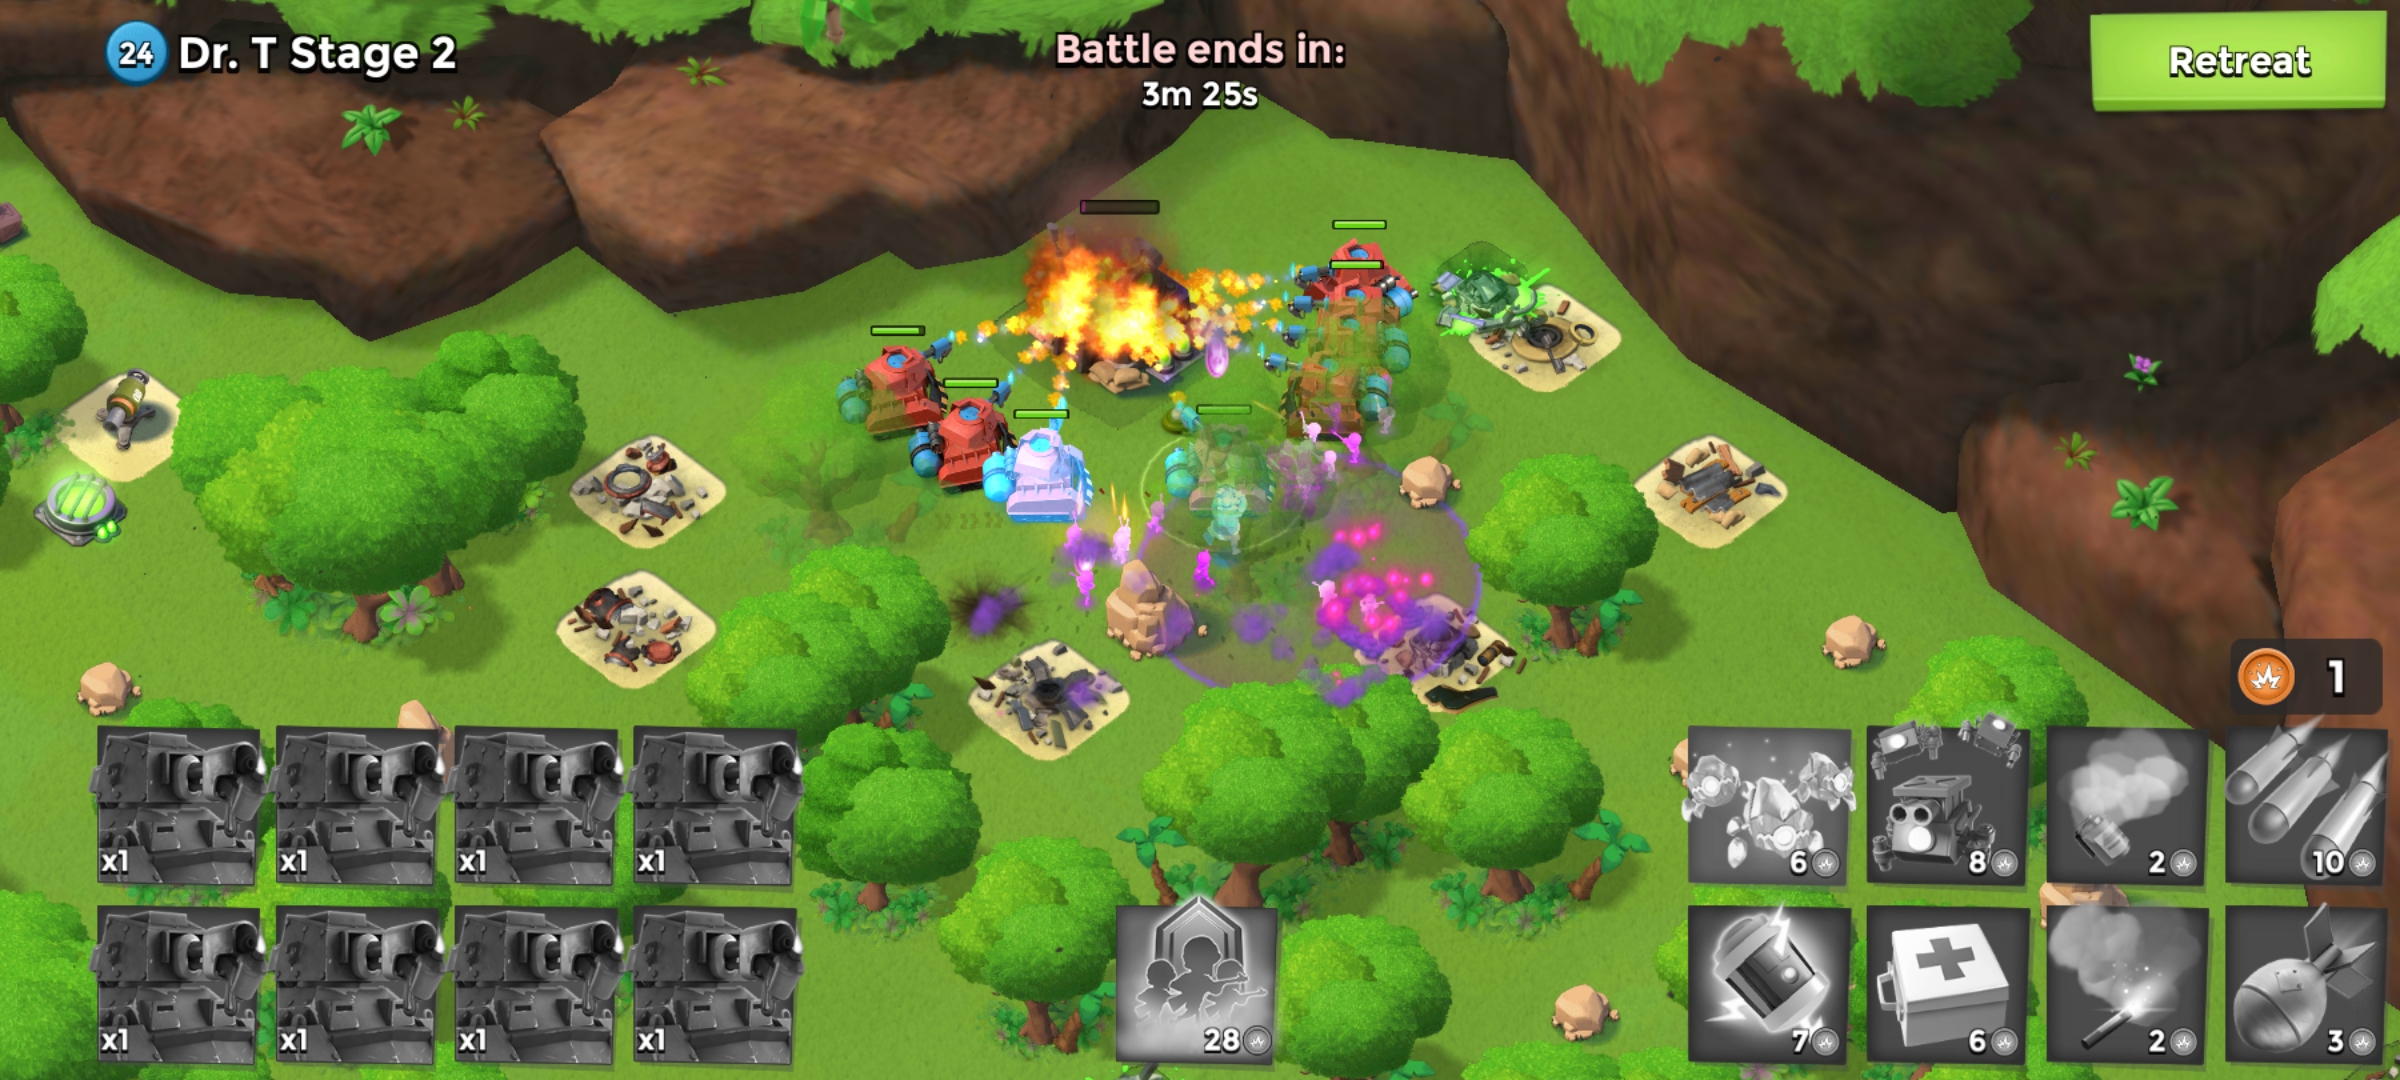 24 Dr. T Stage 2
Battle ends in:
3m 25s
Retreat
1
x1 x1 x1 x1
6 8 2 10
x1 x1 x1 x1
28
7 6 2 3